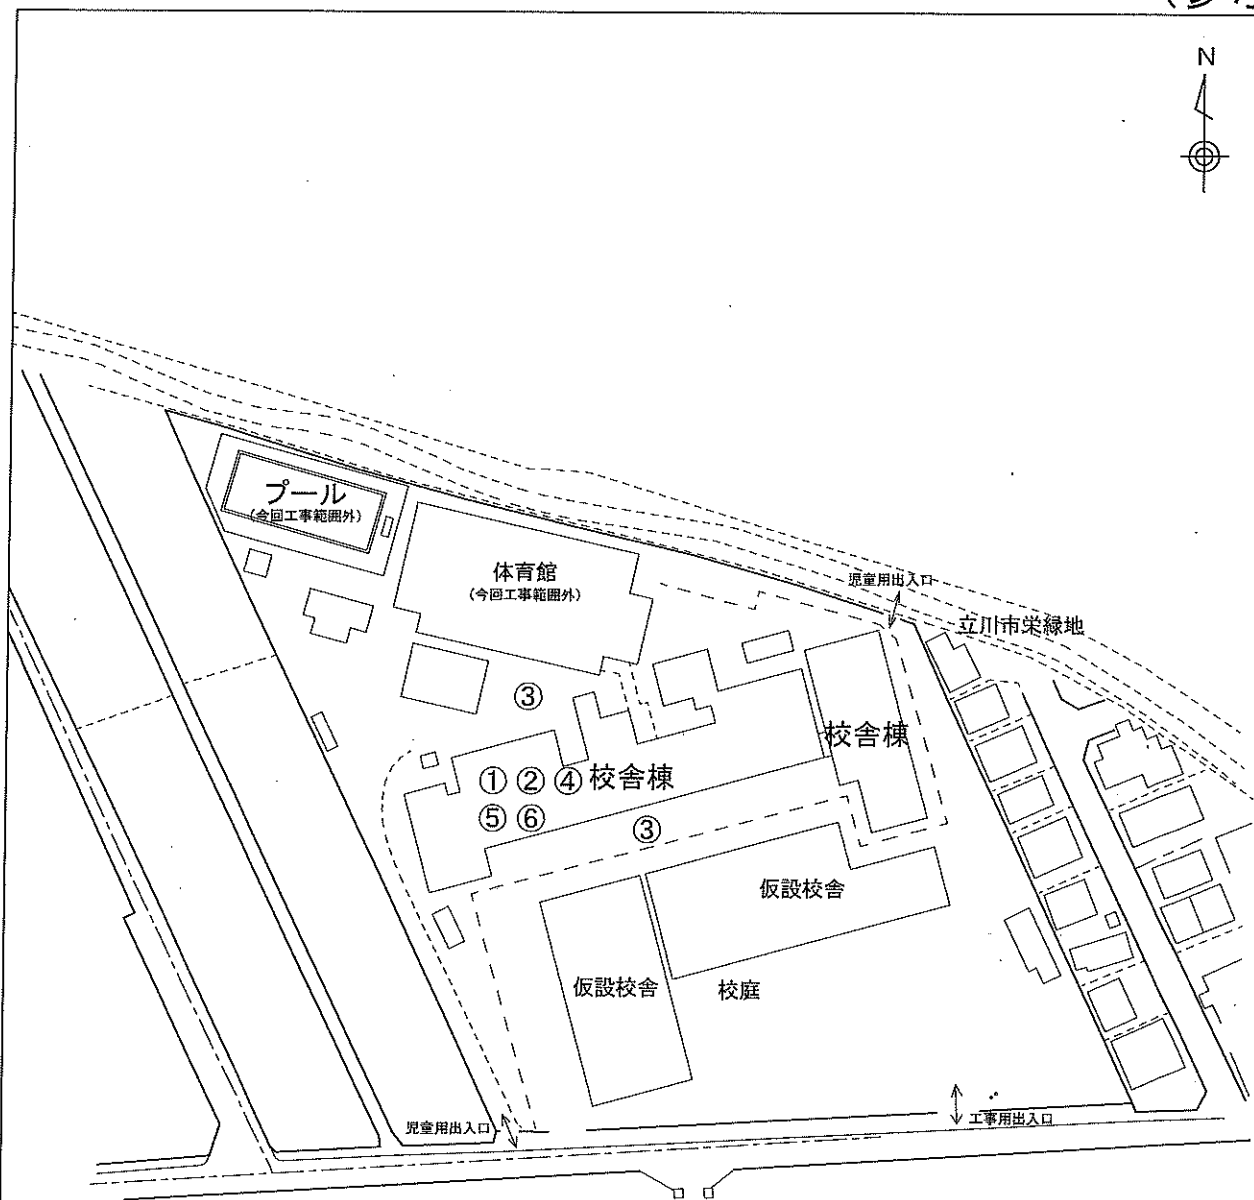 N
プール
(今回工事範囲外)
体育館
(今回工事範囲外)
児童用出入口
立川市栄緑地
③
校舎棟
①②④校舎棟
⑤⑥
③
仮設校舎
仮設校舎
校庭
児童用出入口
工事用出入口